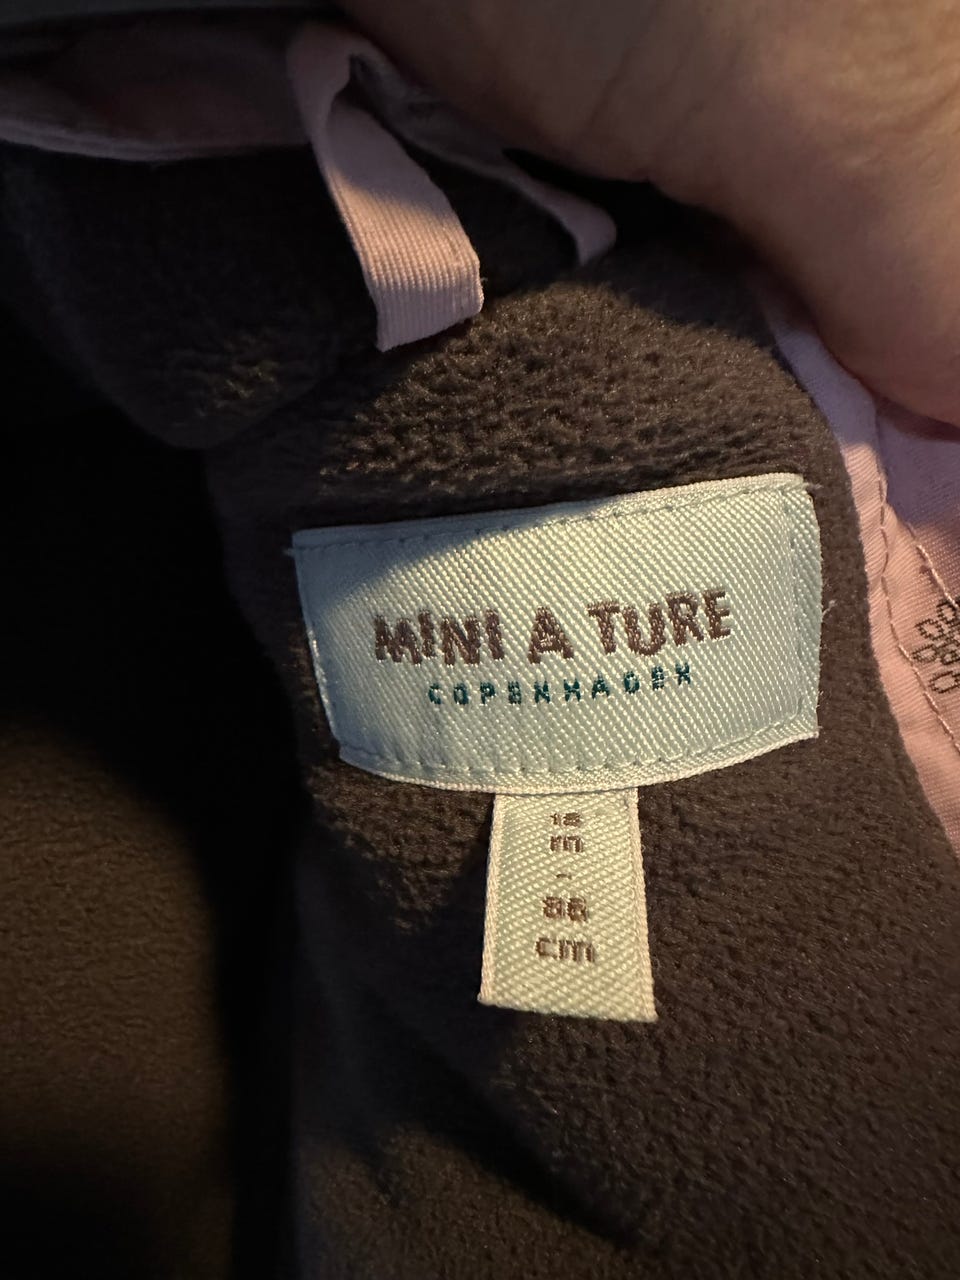 MINI A TURE
COPENHAGEN
18
m
-
86
cm